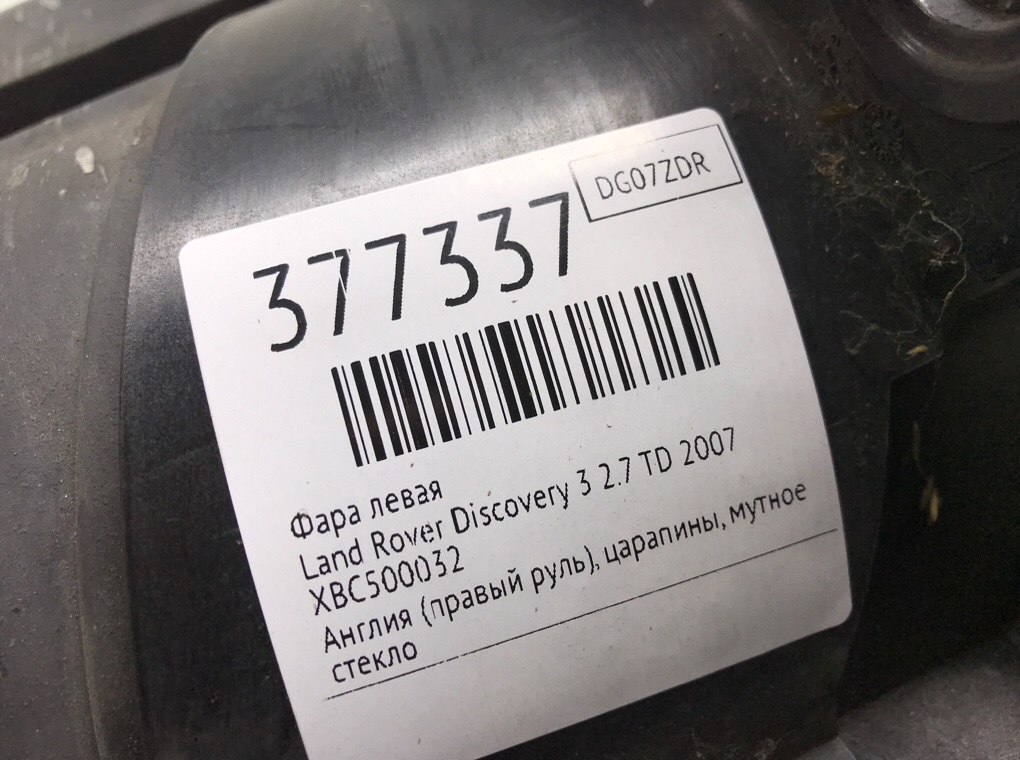 DG07ZDR
377337
Фара левая
Land Rover Discovery 3 2.7 TD 2007
XBC500032
Англия (правый руль), царапины, мутное
стекло